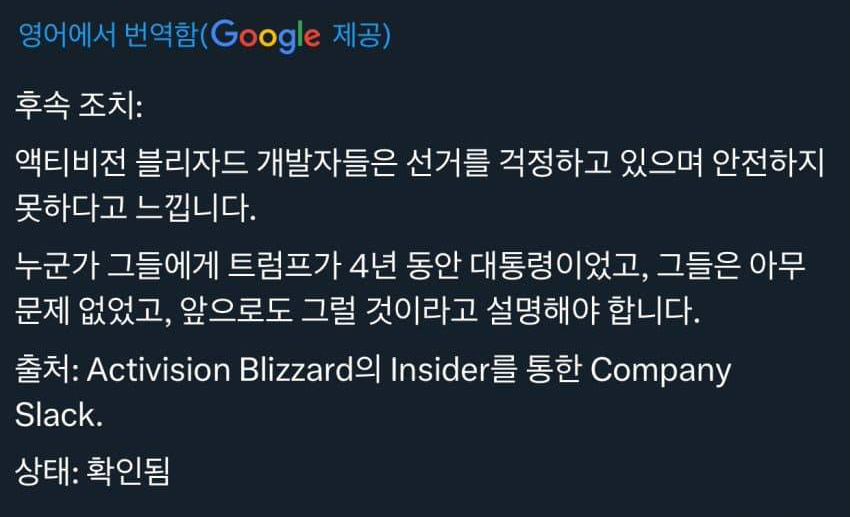 영어에서 번역함(Google 제공)
후속 조치:
액티비전 블리자드 개발자들은 선거를 걱정하고 있으며 안전하지
못하다고 느낍니다.
누군가 그들에게 트럼프가 4년 동안 대통령이었고, 그들은 아무
문제 없었고, 앞으로도 그럴 것이라고 설명해야 합니다.
출처: Activision Blizzard의 Insider를 통한 Company
Slack.
상태: 확인됨